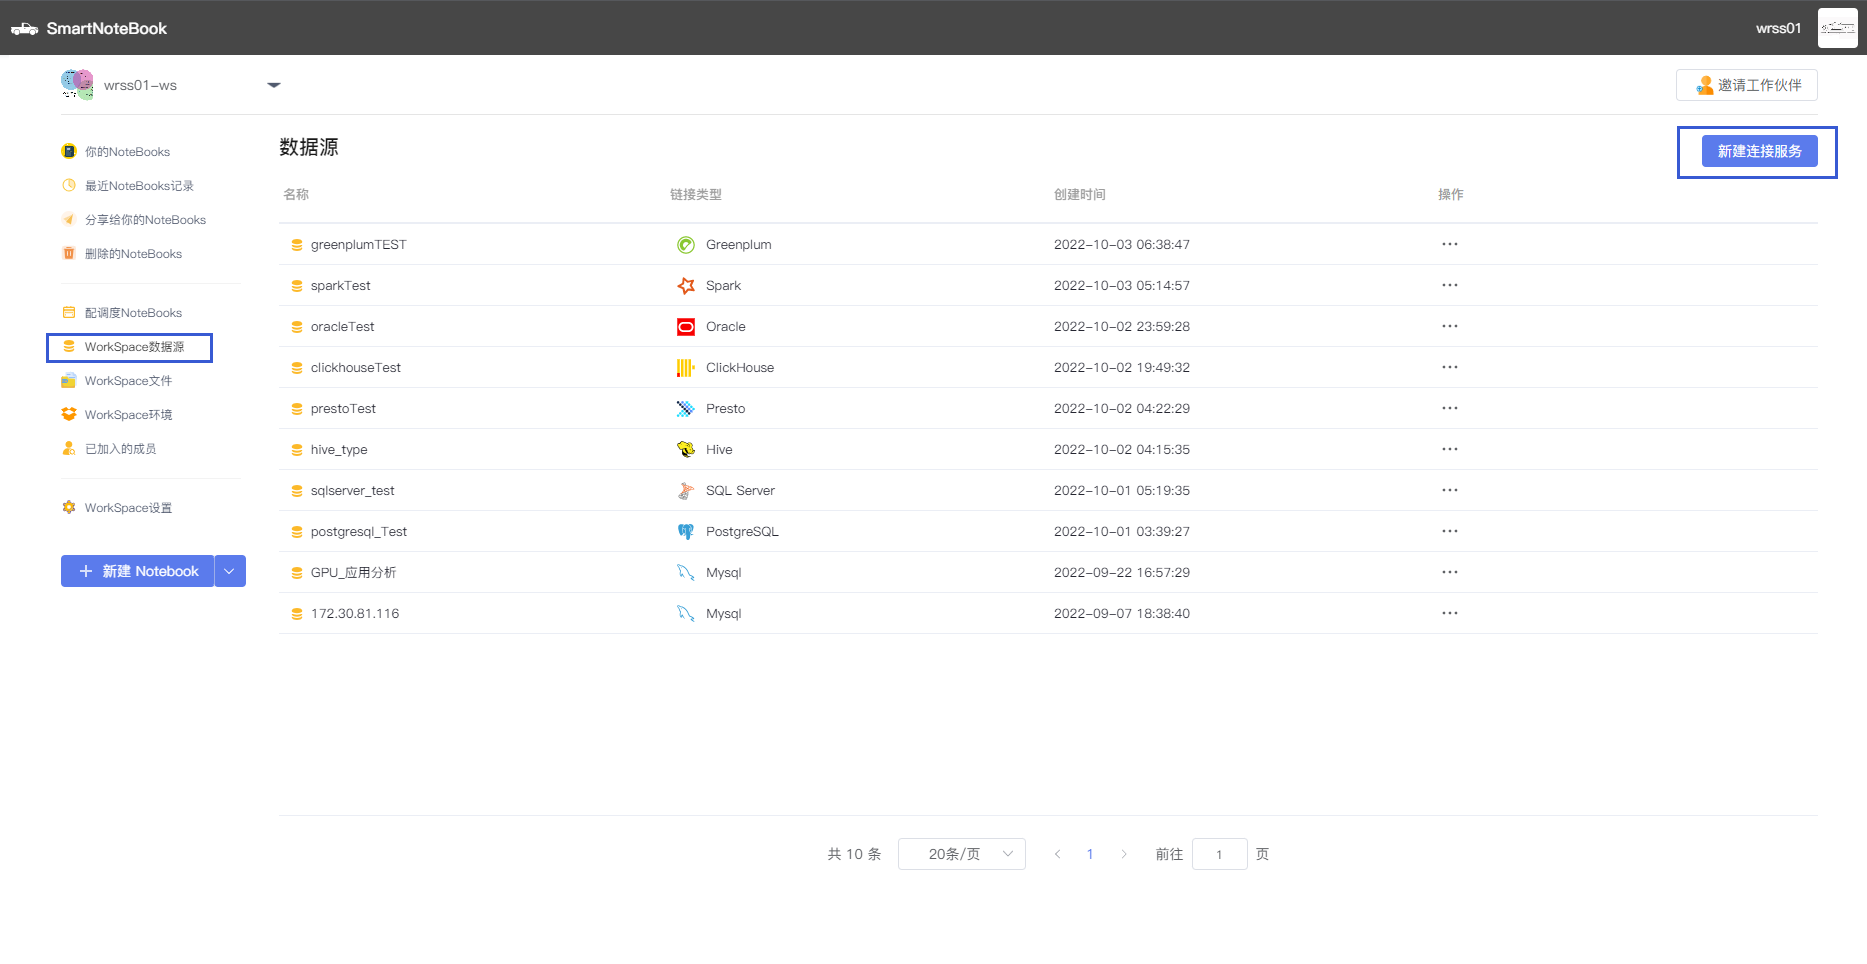 SmartNoteBook
wrss01
wrss01-ws
邀请工作伙伴
你的NoteBooks
最近NoteBooks记录
分享给你的NoteBooks
删除的NoteBooks
配调度NoteBooks
WorkSpace数据源
WorkSpace文件
WorkSpace环境
已加入的成员
WorkSpace设置
新建 Notebook
数据源
新建连接服务
名称 链接类型 创建时间 操作
greenplumTEST Greenplum 2022-10-03 06:38:47 ...
sparkTest Spark 2022-10-03 05:14:57 ...
oracleTest Oracle 2022-10-02 23:59:28 ...
clickhouseTest ClickHouse 2022-10-02 19:49:32 ...
prestoTest Presto 2022-10-02 04:22:29 ...
hive_type Hive 2022-10-02 04:15:35 ...
sqlserver_test SQL Server 2022-10-01 05:19:35 ...
postgresql_Test PostgreSQL 2022-10-01 03:39:27 ...
GPU_应用分析 Mysql 2022-09-22 16:57:29 ...
172.30.81.116 Mysql 2022-09-07 18:38:40 ...
共 10 条 20条/页 < 1 > 前往 1 页